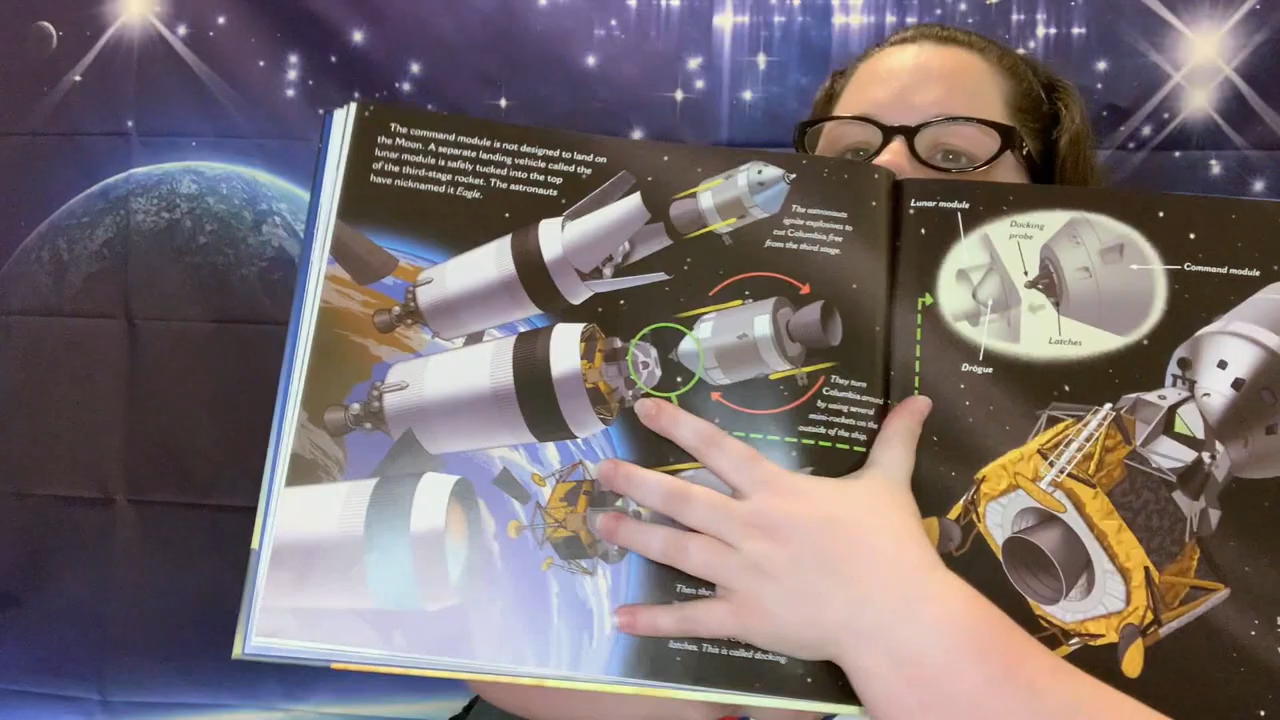 The command module is not designed to land on
the Moon. A separate landing vehicle called the
lunar module is safely tucked into the top
of the third-stage rocket. The astronauts
have nicknamed it Eagle.
The astronauts
ignite explosives to
cut Columbia free
from the third stage.
They turn
Columbia around
by using several
mini-rockets on the
outside of the ship.
Then
latches. This is called docking.
Lunar module
Docking
probe
Command module
Latches
Drogue